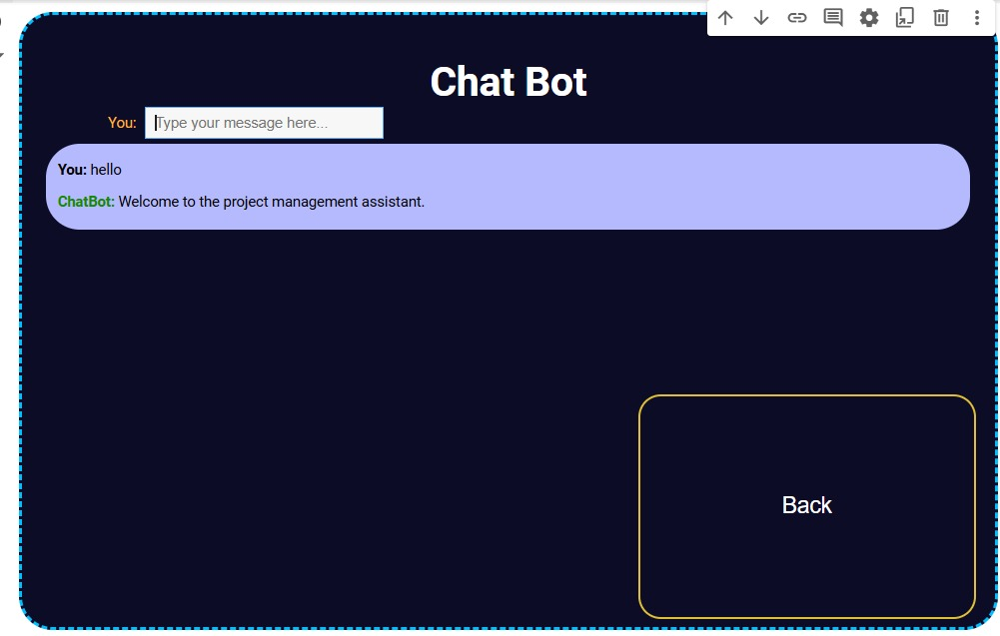 Chat Bot
You: Type your message here...
You: hello
ChatBot: Welcome to the project management assistant.
Back